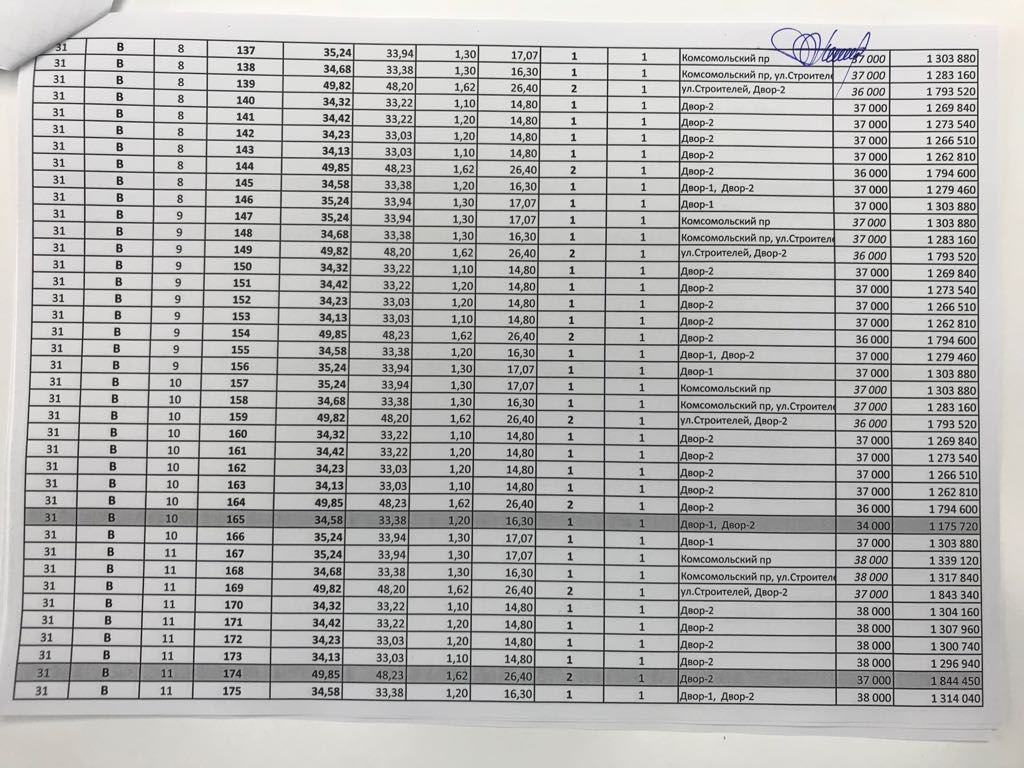 31 В 8 137 35,24 33,94 1,30 17,07 1 1 Комсомольский пр 37 000 1 303 880
31 В 8 138 34,68 33,38 1,30 16,30 1 1 Комсомольский пр, ул.Строителе 37 000 1 283 160
31 В 8 139 49,82 48,20 1,62 26,40 2 1 ул.Строителей, Двор-2 36 000 1 793 520
31 В 8 140 34,32 33,22 1,10 14,80 1 1 Двор-2 37 000 1 269 840
31 В 8 141 34,42 33,22 1,20 14,80 1 1 Двор-2 37 000 1 273 540
31 В 8 142 34,23 33,03 1,20 14,80 1 1 Двор-2 37 000 1 266 510
31 В 8 143 34,13 33,03 1,10 14,80 1 1 Двор-2 37 000 1 262 810
31 В 8 144 49,85 48,23 1,62 26,40 2 1 Двор-2 36 000 1 794 600
31 В 8 145 34,58 33,38 1,20 16,30 1 1 Двор-1, Двор-2 37 000 1 279 460
31 В 8 146 35,24 33,94 1,30 17,07 1 1 Двор-1 37 000 1 303 880
31 В 9 147 35,24 33,94 1,30 17,07 1 1 Комсомольский пр 37 000 1 303 880
31 В 9 148 34,68 33,38 1,30 16,30 1 1 Комсомольский пр, ул.Строителе 37 000 1 283 160
31 В 9 149 49,82 48,20 1,62 26,40 2 1 ул.Строителей, Двор-2 36 000 1 793 520
31 В 9 150 34,32 33,22 1,10 14,80 1 1 Двор-2 37 000 1 269 840
31 В 9 151 34,42 33,22 1,20 14,80 1 1 Двор-2 37 000 1 273 540
31 В 9 152 34,23 33,03 1,20 14,80 1 1 Двор-2 37 000 1 266 510
31 В 9 153 34,13 33,03 1,10 14,80 1 1 Двор-2 37 000 1 262 810
31 В 9 154 49,85 48,23 1,62 26,40 2 1 Двор-2 36 000 1 794 600
31 В 9 155 34,58 33,38 1,20 16,30 1 1 Двор-1, Двор-2 37 000 1 279 460
31 В 9 156 35,24 33,94 1,30 17,07 1 1 Двор-1 37 000 1 303 880
31 В 10 157 35,24 33,94 1,30 17,07 1 1 Комсомольский пр 37 000 1 303 880
31 В 10 158 34,68 33,38 1,30 16,30 1 1 Комсомольский пр, ул.Строителе 37 000 1 283 160
31 В 10 159 49,82 48,20 1,62 26,40 2 1 ул.Строителей, Двор-2 36 000 1 793 520
31 В 10 160 34,32 33,22 1,10 14,80 1 1 Двор-2 37 000 1 269 840
31 В 10 161 34,42 33,22 1,20 14,80 1 1 Двор-2 37 000 1 273 540
31 В 10 162 34,23 33,03 1,20 14,80 1 1 Двор-2 37 000 1 266 510
31 В 10 163 34,13 33,03 1,10 14,80 1 1 Двор-2 37 000 1 262 810
31 В 10 164 49,85 48,23 1,62 26,40 2 1 Двор-2 36 000 1 794 600
31 В 10 165 34,58 33,38 1,20 16,30 1 1 Двор-1, Двор-2 34 000 1 175 720
31 В 10 166 35,24 33,94 1,30 17,07 1 1 Двор-1 37 000 1 303 880
31 В 11 167 35,24 33,94 1,30 17,07 1 1 Комсомольский пр 38 000 1 339 120
31 В 11 168 34,68 33,38 1,30 16,30 1 1 Комсомольский пр, ул.Строителе 38 000 1 317 840
31 В 11 169 49,82 48,20 1,62 26,40 2 1 ул.Строителей, Двор-2 37 000 1 843 340
31 В 11 170 34,32 33,22 1,10 14,80 1 1 Двор-2 38 000 1 304 160
31 В 11 171 34,42 33,22 1,20 14,80 1 1 Двор-2 38 000 1 307 960
31 В 11 172 34,23 33,03 1,20 14,80 1 1 Двор-2 38 000 1 300 740
31 В 11 173 34,13 33,03 1,10 14,80 1 1 Двор-2 38 000 1 296 940
31 В 11 174 49,85 48,23 1,62 26,40 2 1 Двор-2 37 000 1 844 450
31 В 11 175 34,58 33,38 1,20 16,30 1 1 Двор-1, Двор-2 38 000 1 314 040